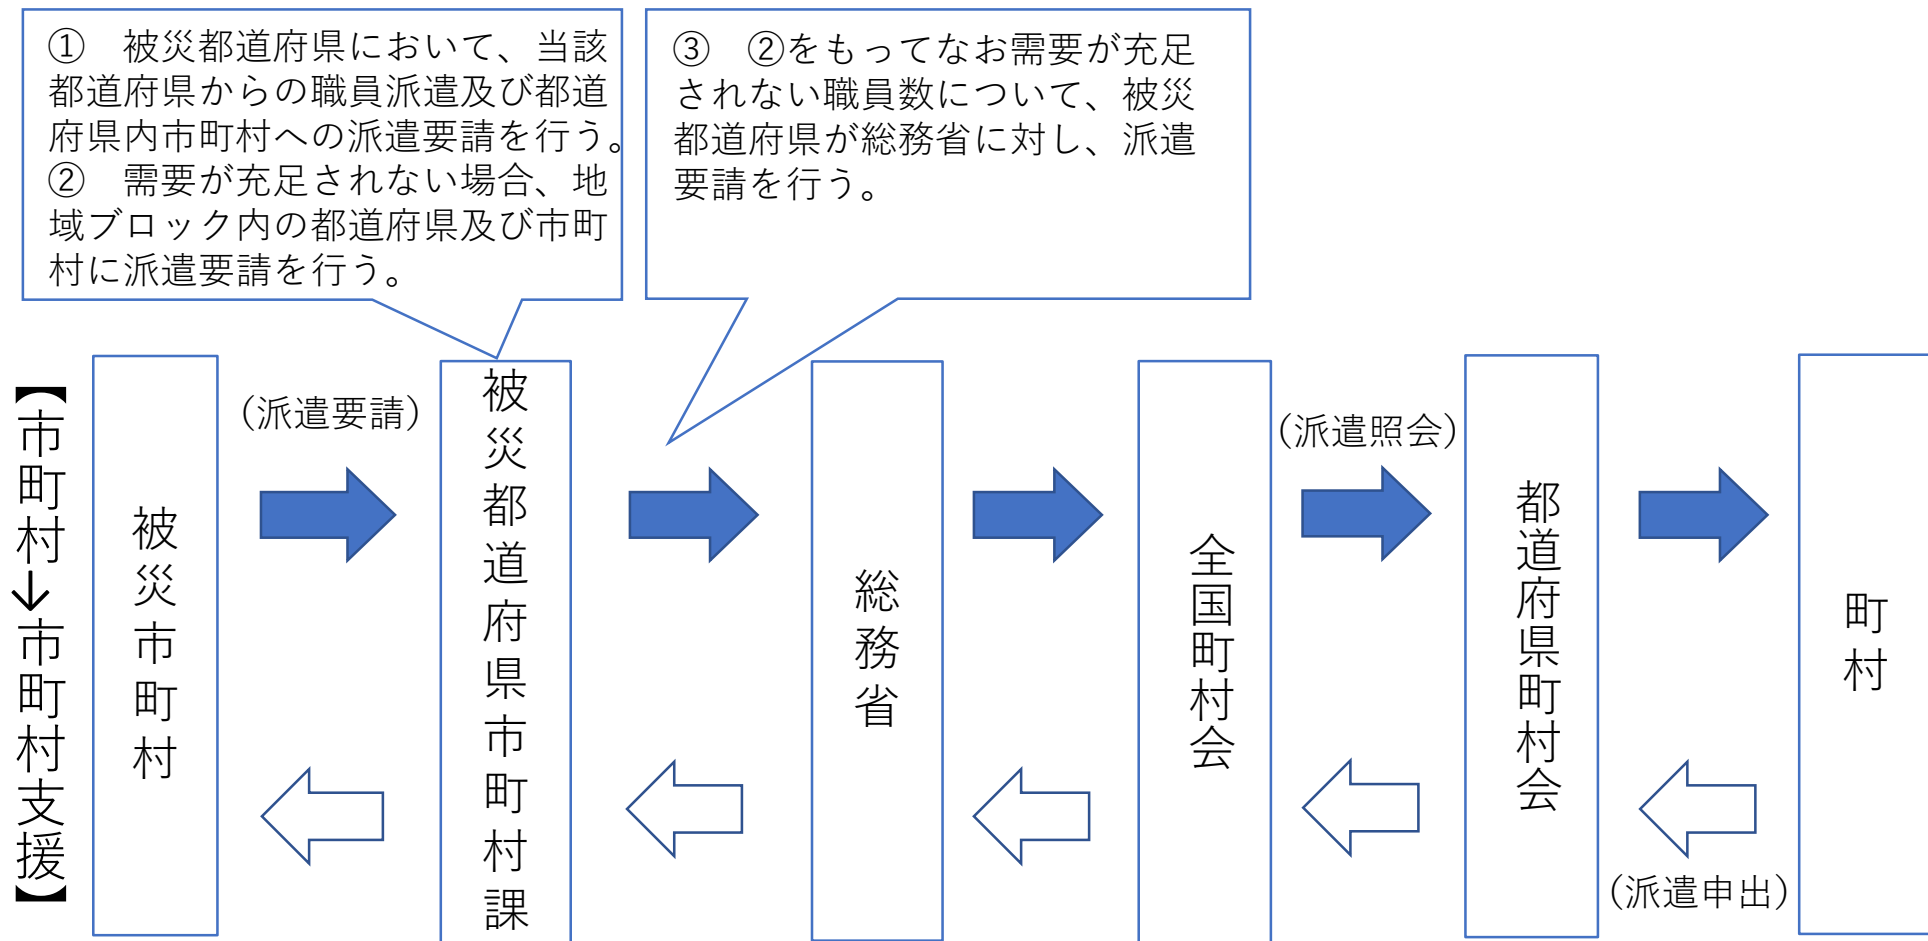 ①　被災都道府県において、当該
都道府県からの職員派遣及び都道
府県内市町村への派遣要請を行う。
②　需要が充足されない場合、地
域ブロック内の都道府県及び市町
村に派遣要請を行う。
③　②をもってなお需要が充足
されない職員数について、被災
都道府県が総務省に対し、派遣
要請を行う。
【市町村→市町村支援】
被災市町村
(派遣要請)
被災都道府県市町村課
総務省
全国町村会
(派遣照会)
都道府県町村会
町村
(派遣申出)